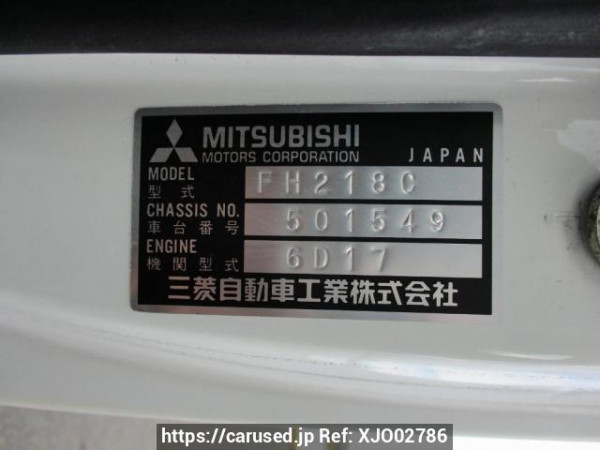 MITSUBISHI
MOTORS CORPORATION JAPAN
MODEL
型式 FH218C
CHASSIS NO.
車台番号 501549
ENGINE
機関型式 6D17
三菱自動車工業株式会社
https://carused.jp Ref: XJO02786